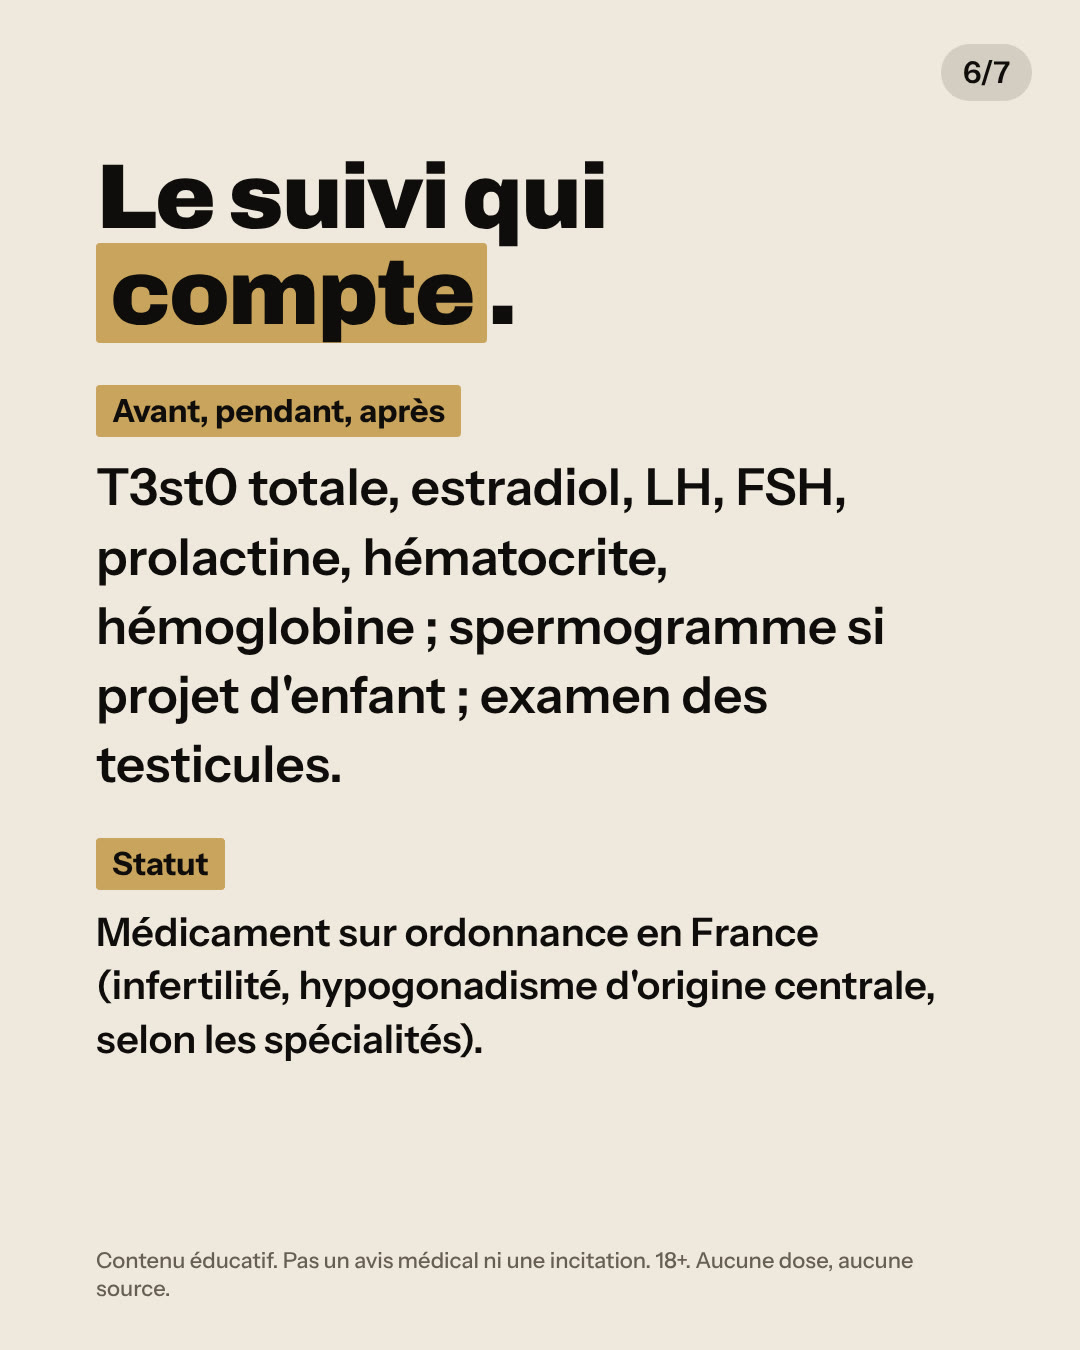 6/7
Le suivi qui
compte.
Avant, pendant, après
T3st0 totale, estradiol, LH, FSH,
prolactine, hématocrite,
hémoglobine ; spermogramme si
projet d'enfant ; examen des
testicules.
Statut
Médicament sur ordonnance en France
(infertilité, hypogonadisme d'origine centrale,
selon les spécialités).
Contenu éducatif. Pas un avis médical ni une incitation. 18+. Aucune dose, aucune
source.